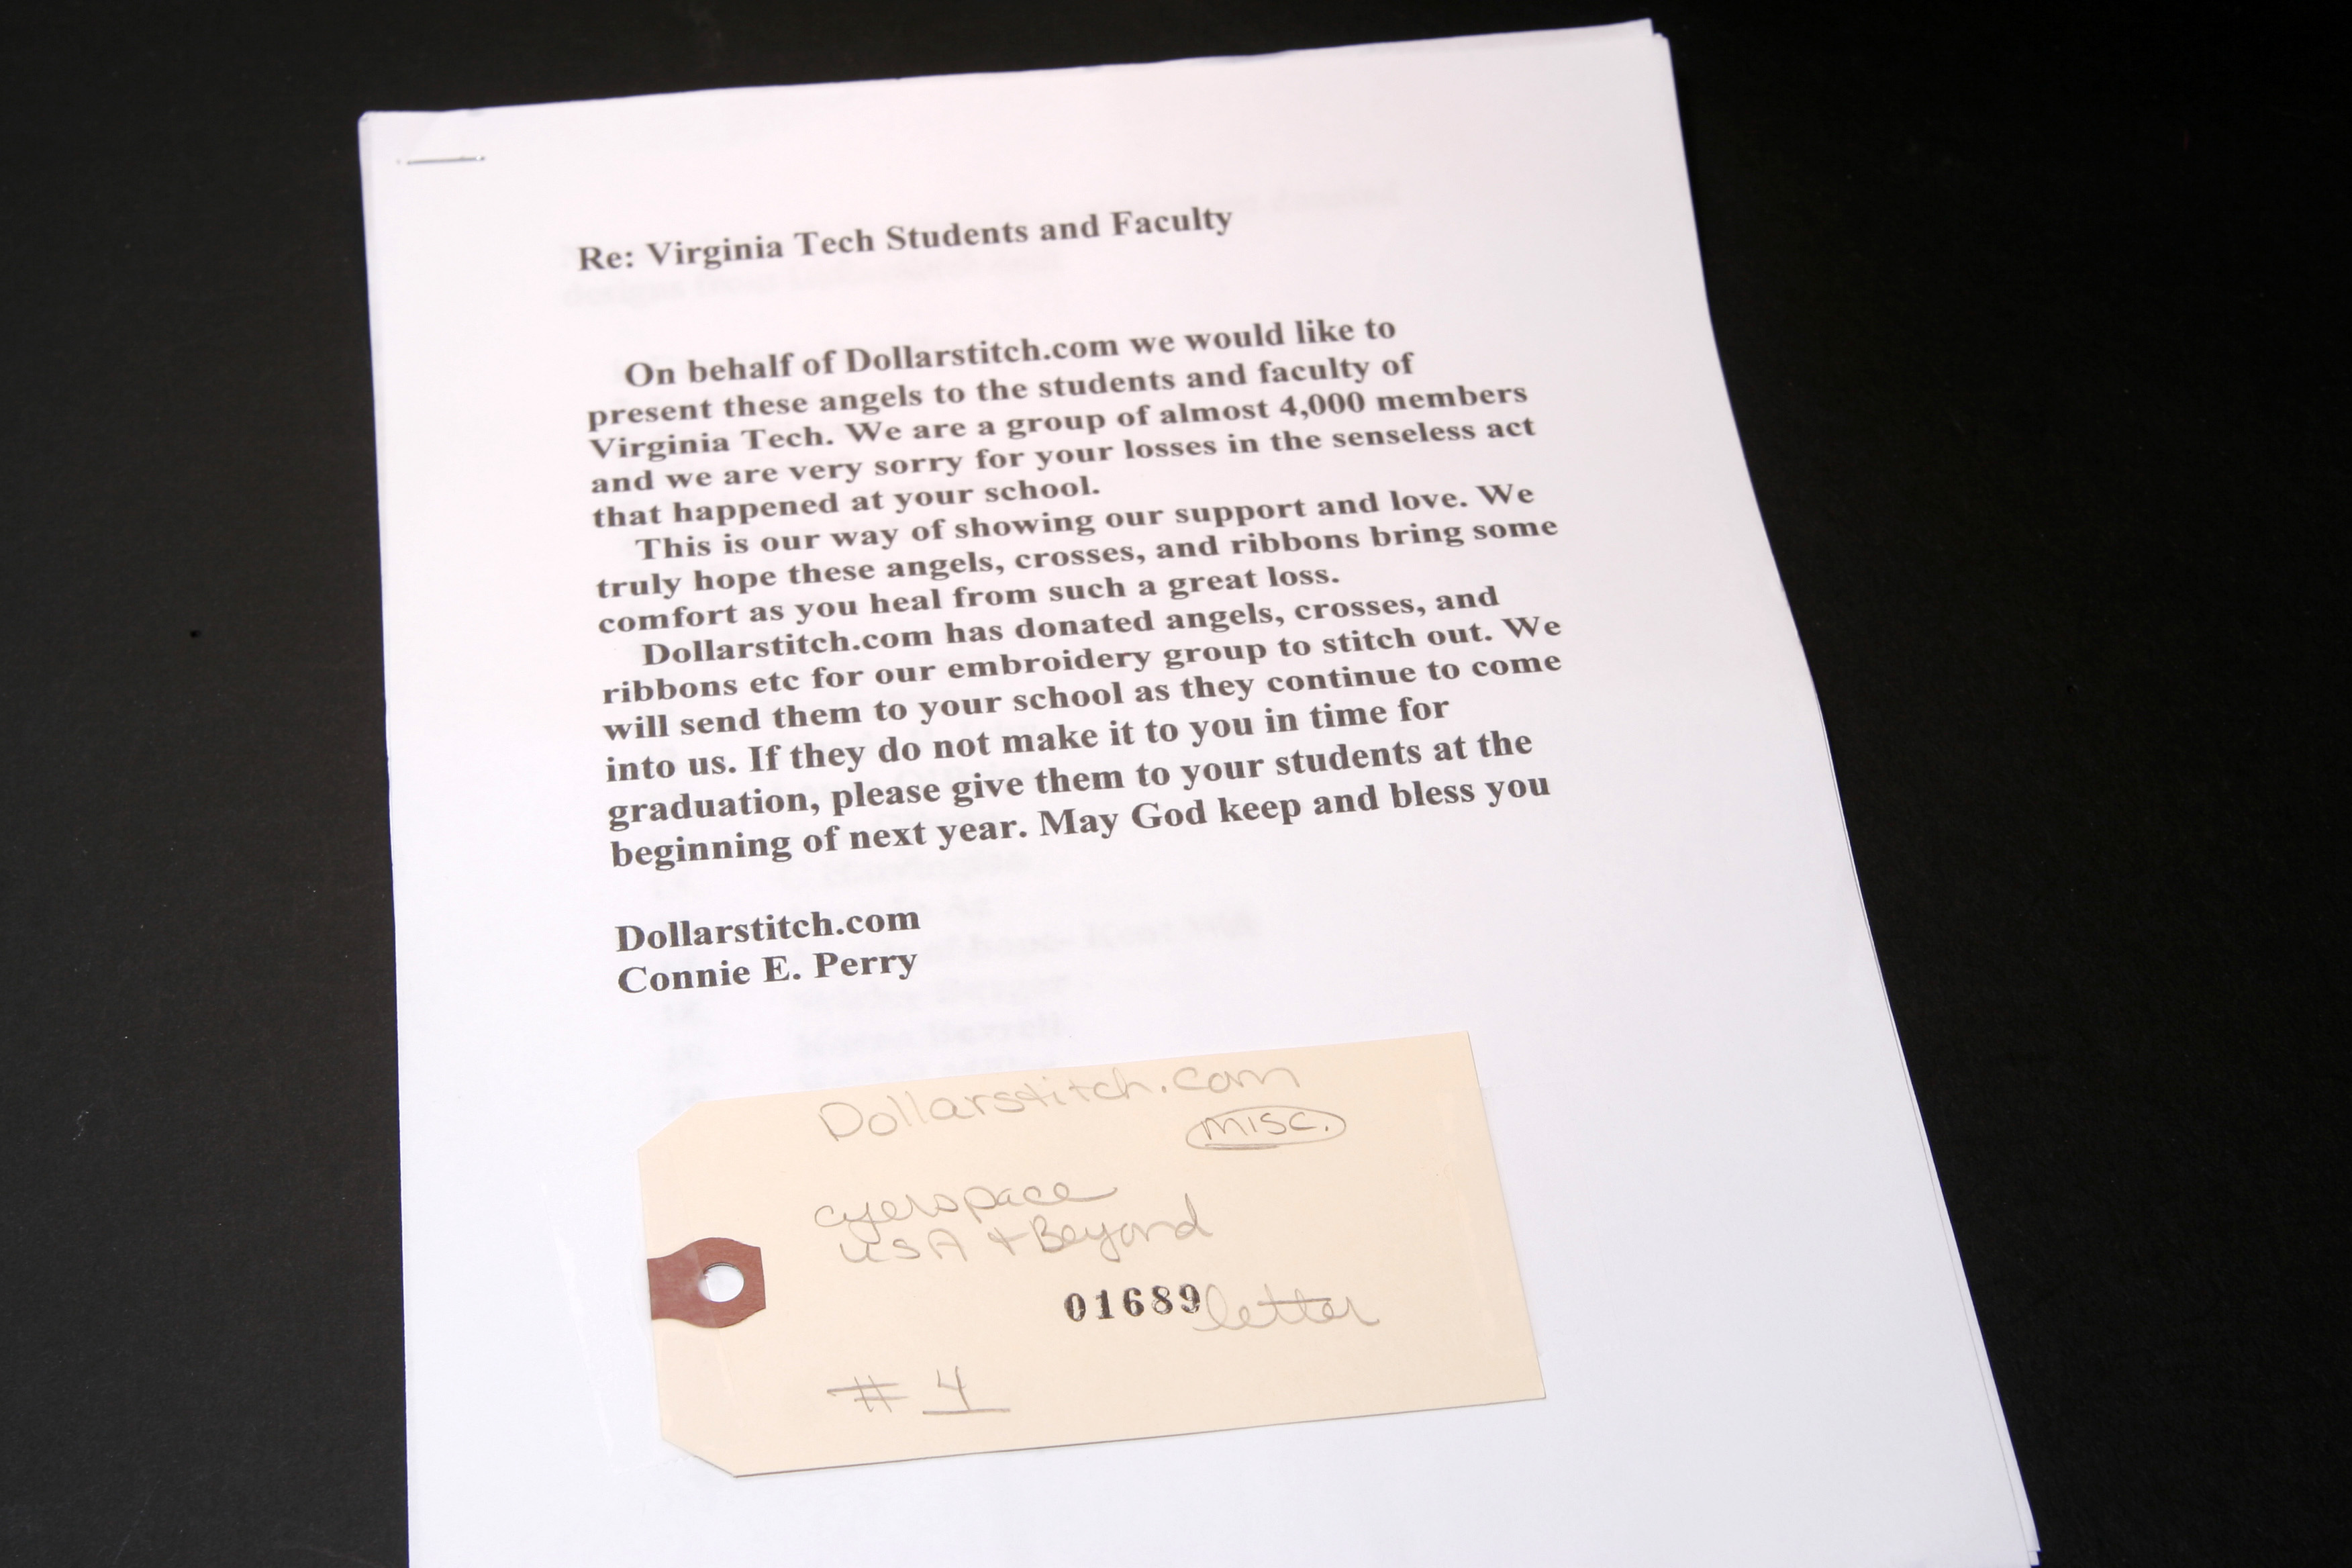 Re: Virginia Tech Students and Faculty
On behalf of Dollarstitch.com we would like to
present these angels to the students and faculty of
Virginia Tech. We are a group of almost 4,000 members
and we are very sorry for your losses in the senseless act
that happened at your school.
This is our way of showing our support and love. We
truly hope these angels, crosses, and ribbons bring some
comfort as you heal from such a great loss.
Dollarstitch.com has donated angels, crosses, and
ribbons etc for our embroidery group to stitch out. We
will send them to your school as they continue to come
into us. If they do not make it to you in time for
graduation, please give them to your students at the
beginning of next year. May God keep and bless you
Dollarstitch.com
Connie E. Perry
Dollarstitch.com
misc.
cyerspace
USA + Beyond
01689 letter
# 4